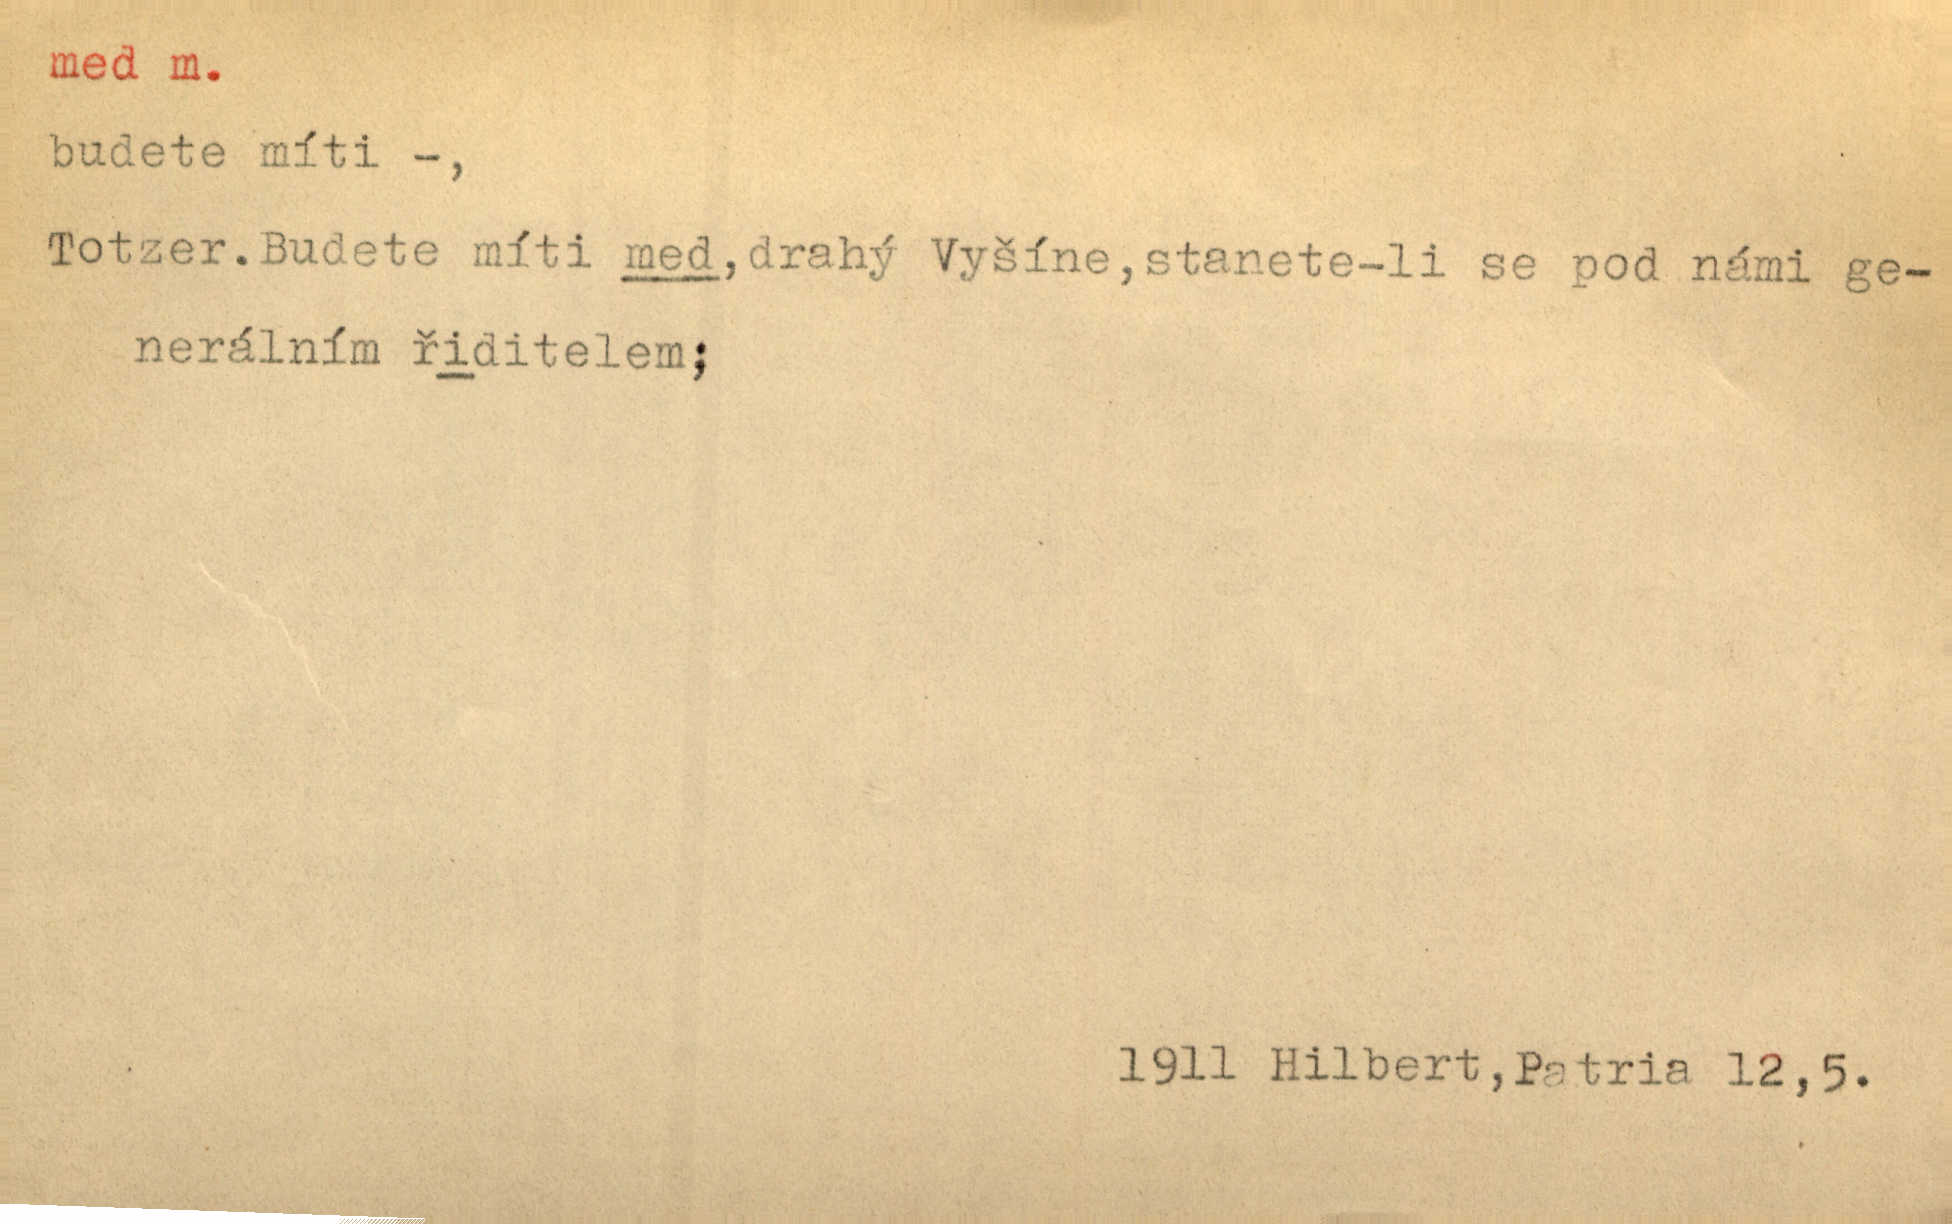 med m.
budete míti -,
Totzer.Budete míti med,drahý Vyšíne,stanete-li se pod námi ge-
nerálním řiditelem;
1911 Hilbert,Patria 12,5.